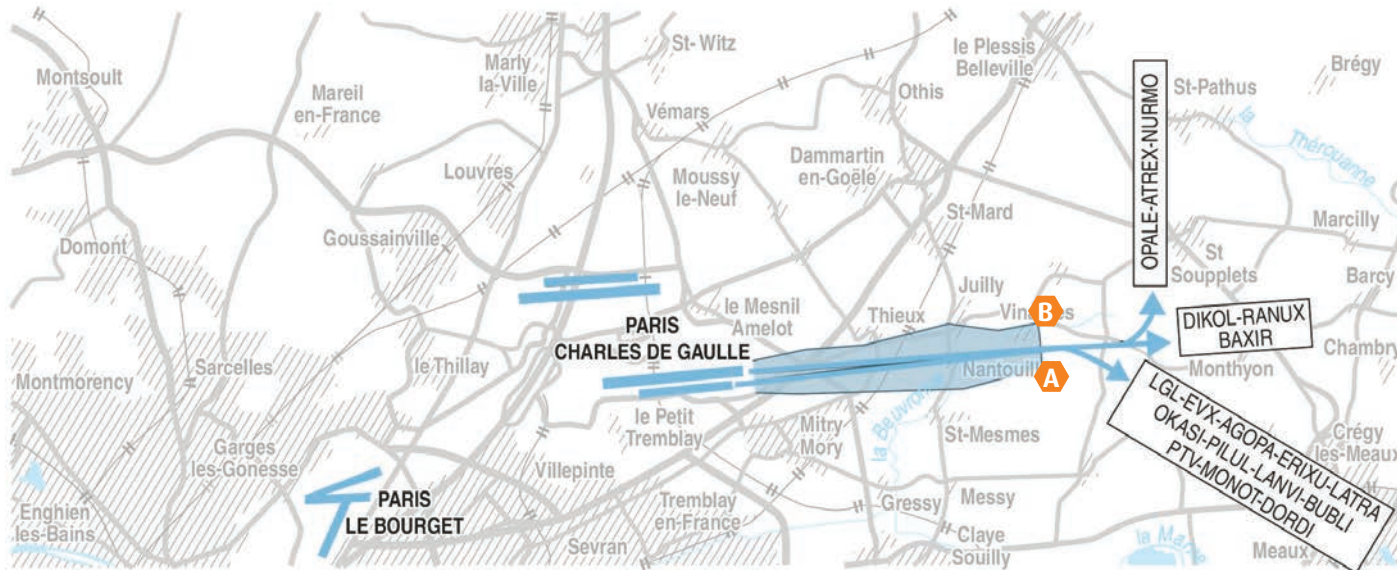 St- Witz
Montsoult
Marly
la-Ville
le Plessis
Belleville
Brégy
Mareil
en-France
Othis
St-Pathus
Vémars
la Thérouanne
Louvres
Dammartin
en-Goële
Moussy
le-Neuf
OPALE-ATREX-NURMO
St-Mard
Marcilly
Domont
Goussainville
St
Soupplets
Barcy
Juilly
le Mesnil
Amelot
Thieux
B
PARIS
CHARLES DE GAULLE
DIKOL-RANUX
BAXIR
Chambry
Sarcelles
le Thillay
Nantouill
A
Monthyon
Montmorency
LGL-EVX-AGOPA-ERIXU-LATRA
OKASI-PILUL-LANVI-BUBLI
PTV-MONOT-DORDI
le Petit
Tremblay
Mitry
Mory
la Beuvronne
St-Mesmes
Crégy
les-Meaux
Garges
les-Gonesse
Villepinte
PARIS
LE BOURGET
Tremblay
en-France
Gressy
Messy
Enghien
les-Bains
Sevran
Claye
Souilly
la Marne
Meaux